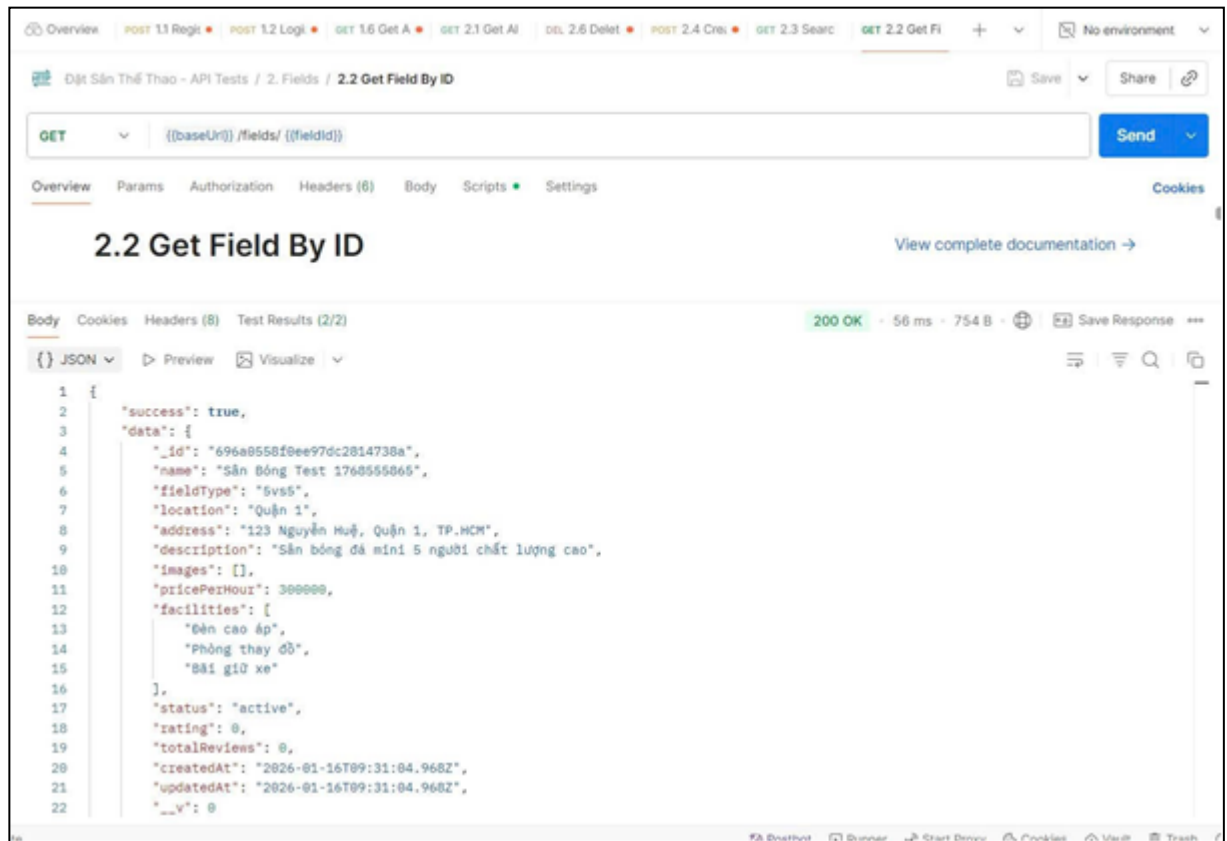 Overview POST 1.1 Regis POST 1.2 Logi GET 1.6 Get A GET 2.1 Get Al DEL 2.6 Delet POST 2.4 Crea GET 2.3 Searc GET 2.2 Get Fi No environment
Đặt Sân Thể Thao - API Tests / 2. Fields / 2.2 Get Field By ID Save Share
GET {{baseUrl}} /fields/ {{fieldId}} Send
Overview Params Authorization Headers (6) Body Scripts Settings Cookies
2.2 Get Field By ID View complete documentation →
Body Cookies Headers (8) Test Results (2/2) 200 OK 56 ms 754 B Save Response
{} JSON Preview Visualize
1 {
2 "success": true,
3 "data": {
4 "_id": "696a0558f0ee97dc2814738a",
5 "name": "Sân Bóng Test 1768555865",
6 "fieldType": "5vs5",
7 "location": "Quận 1",
8 "address": "123 Nguyễn Huệ, Quận 1, TP.HCM",
9 "description": "Sân bóng đá mini 5 người chất lượng cao",
10 "images": [],
11 "pricePerHour": 300000,
12 "facilities": [
13 "Đèn cao áp",
14 "Phòng thay đồ",
15 "Bãi giữ xe"
16 ],
17 "status": "active",
18 "rating": 0,
19 "totalReviews": 0,
20 "createdAt": "2026-01-16T09:31:04.968Z",
21 "updatedAt": "2026-01-16T09:31:04.968Z",
22 "__v": 0
Postbot Runner Start Proxy Cookies Vault Trash